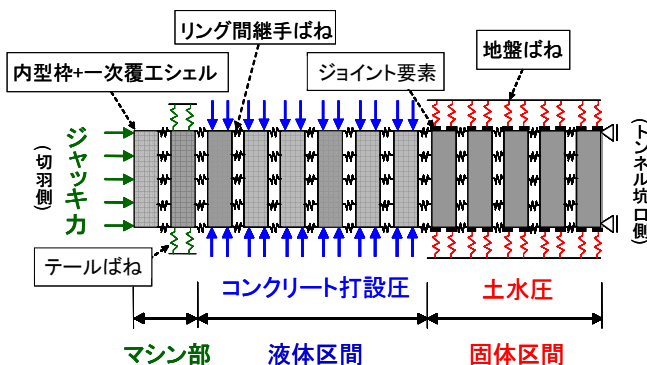 リング間継手ばね
内型枠+一次覆工シェル
ジョイント要素
地盤ばね
ジャッキ力
(切羽側)
(トンネル坑口側)
テールばね
コンクリート打設圧
土水圧
マシン部
液体区間
固体区間